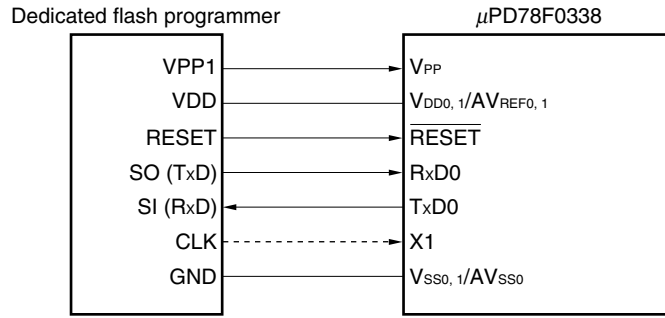 Dedicated flash programmer
μPD78F0338
VPP1
VPP
VDD
VDD0, 1/AVREF0, 1
RESET
RESET
SO (TxD)
RxD0
SI (RxD)
TxD0
CLK
X1
GND
VSS0, 1/AVSS0